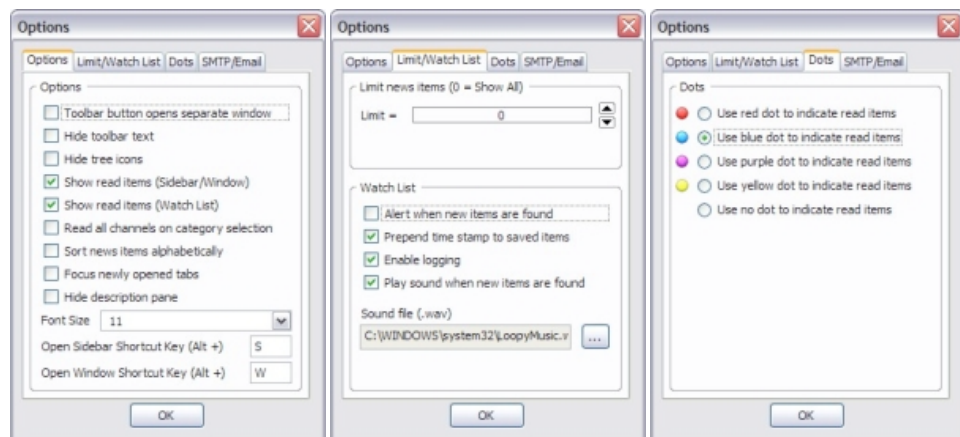 Options
Options Limit/Watch List Dots SMTP/Email
Options
Toolbar button opens separate window
Hide toolbar text
Hide tree icons
Show read items (Sidebar/Window)
Show read items (Watch List)
Read all channels on category selection
Sort news items alphabetically
Focus newly opened tabs
Hide description pane
Font Size 11
Open Sidebar Shortcut Key (Alt +) S
Open Window Shortcut Key (Alt +) W
OK
Options
Options Limit/Watch List Dots SMTP/Email
Limit news items (0 = Show All)
Limit = 0
Watch List
Alert when new items are found
Prepend time stamp to saved items
Enable logging
Play sound when new items are found
Sound file (.wav)
C:\WINDOWS\system32\LoopyMusic.v ...
OK
Options
Options Limit/Watch List Dots SMTP/Email
Dots
Use red dot to indicate read items
Use blue dot to indicate read items
Use purple dot to indicate read items
Use yellow dot to indicate read items
Use no dot to indicate read items
OK